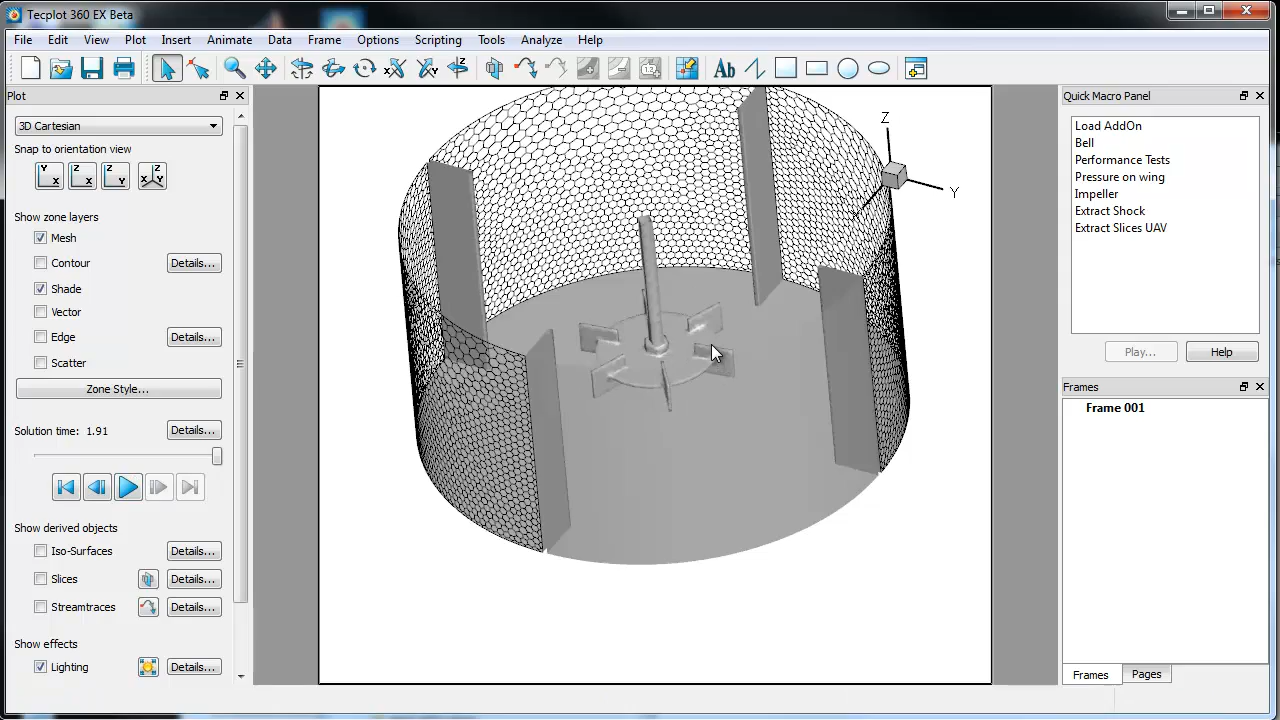 Tecplot 360 EX Beta
File Edit View Plot Insert Animate Data Frame Options Scripting Tools Analyze Help
Ab
Plot
3D Cartesian
Snap to orientation view
Y X Z X Z Y X Y Z
Show zone layers
Mesh
Contour Details...
Shade
Vector
Edge Details...
Scatter
Zone Style...
Solution time: 1.91 Details...
Show derived objects
Iso-Surfaces Details...
Slices Details...
Streamtraces Details...
Show effects
Lighting Details...
Z
Y
Quick Macro Panel
Load AddOn
Bell
Performance Tests
Pressure on wing
Impeller
Extract Shock
Extract Slices UAV
Play... Help
Frames
Frame 001
Frames Pages